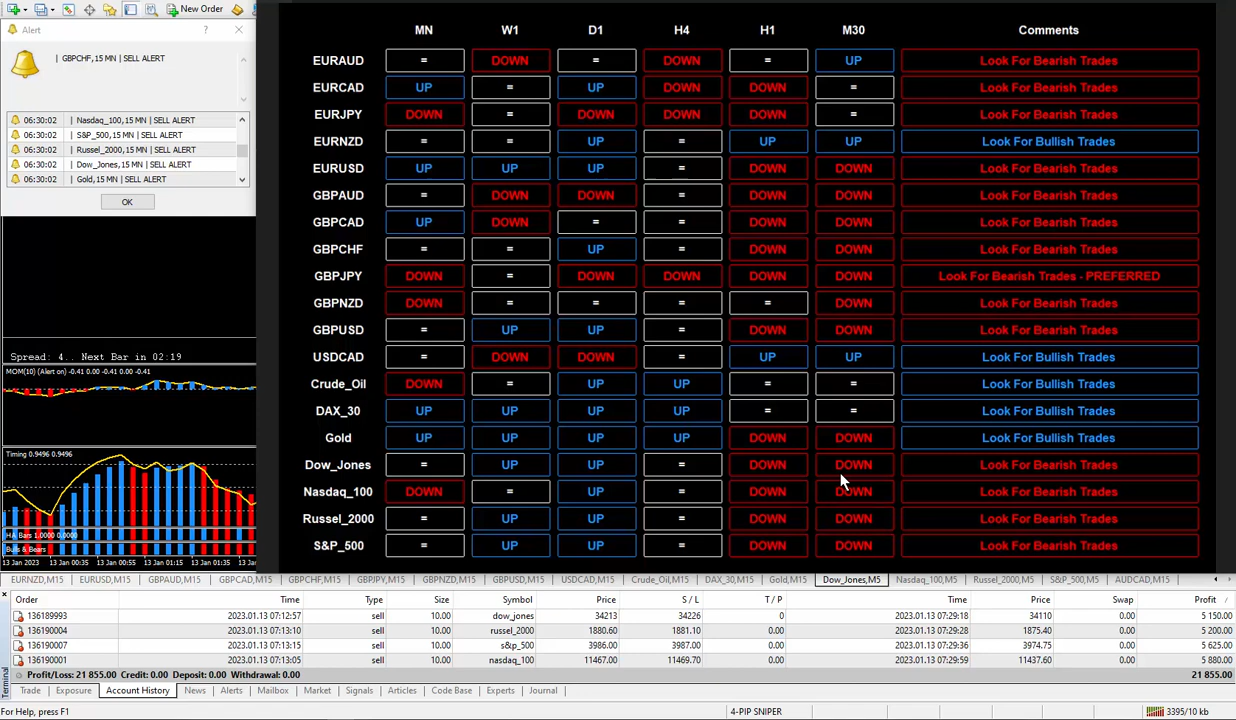 New Order
Alert
? ×
| GBPCHF,15 MN | SELL ALERT
06:30:02 | Nasdaq_100,15 MN | SELL ALERT
06:30:02 | S&P_500,15 MN | SELL ALERT
06:30:02 | Russel_2000,15 MN | SELL ALERT
06:30:02 | Dow_Jones,15 MN | SELL ALERT
06:30:02 | Gold,15 MN | SELL ALERT
OK
Spread: 4.. Next Bar in 02:19
MOM(10) (Alert on) -0.41 0.00 -0.41 -0.41
Timing 0.9496 0.9496
HA Bars 1.0000 0.0000
Bulls & Bears
13 Jan 2023 13 Jan 00:55 13 Jan 01:15 13 Jan 01:35
MN W1 D1 H4 H1 M30 Comments
EURAUD = DOWN = DOWN = UP Look For Bearish Trades
EURCAD UP = UP DOWN DOWN = Look For Bearish Trades
EURJPY DOWN = DOWN DOWN DOWN = Look For Bearish Trades
EURNZD = = UP = UP UP Look For Bullish Trades
EURUSD UP UP UP = DOWN DOWN Look For Bearish Trades
GBPAUD = DOWN DOWN = DOWN DOWN Look For Bearish Trades
GBPCAD UP DOWN = = DOWN DOWN Look For Bearish Trades
GBPCHF = = UP = DOWN DOWN Look For Bearish Trades
GBPJPY DOWN = DOWN DOWN DOWN DOWN Look For Bearish Trades - PREFERRED
GBPNZD DOWN = = = = DOWN Look For Bearish Trades
GBPUSD = UP UP = DOWN DOWN Look For Bearish Trades
USDCAD = DOWN DOWN = UP UP Look For Bullish Trades
Crude_Oil DOWN = UP UP = = Look For Bullish Trades
DAX_30 UP UP UP UP = = Look For Bullish Trades
Gold UP UP UP UP DOWN DOWN Look For Bullish Trades
Dow_Jones = UP UP = DOWN DOWN Look For Bearish Trades
Nasdaq_100 DOWN = UP = DOWN DOWN Look For Bearish Trades
Russel_2000 = UP UP = DOWN DOWN Look For Bearish Trades
S&P_500 = UP UP = DOWN DOWN Look For Bearish Trades
EURNZD,M15 EURUSD,M15 GBPAUD,M15 GBPCAD,M15 GBPCHF,M15 GBPJPY,M15 GBPNZD,M15 GBPUSD,M15 USDCAD,M15 Crude_Oil,M15 DAX_30,M15 Gold,M15 Dow_Jones,M5 Nasdaq_100,M5 Russel_2000,M5 S&P_500,M5 AUDCAD,M15
Order Time Type Size Symbol Price S / L T / P Time Price Swap Profit /
136189993 2023.01.13 07:12:57 sell 10.00 dow_jones 34213 34226 0 2023.01.13 07:29:18 34110 0.00 5 150.00
136190004 2023.01.13 07:13:10 sell 10.00 russel_2000 1880.60 1881.10 0.00 2023.01.13 07:29:28 1875.40 0.00 5 200.00
136190007 2023.01.13 07:13:15 sell 10.00 s&p_500 3986.00 3987.00 0.00 2023.01.13 07:29:36 3974.75 0.00 5 625.00
136190001 2023.01.13 07:13:05 sell 10.00 nasdaq_100 11467.00 11469.70 0.00 2023.01.13 07:29:59 11437.60 0.00 5 880.00
Profit/Loss: 21 855.00 Credit: 0.00 Deposit: 0.00 Withdrawal: 0.00 21 855.00
Terminal
Trade Exposure Account History News Alerts Mailbox Market Signals Articles Code Base Experts Journal
For Help, press F1 4-PIP SNIPER 3395/10 kb